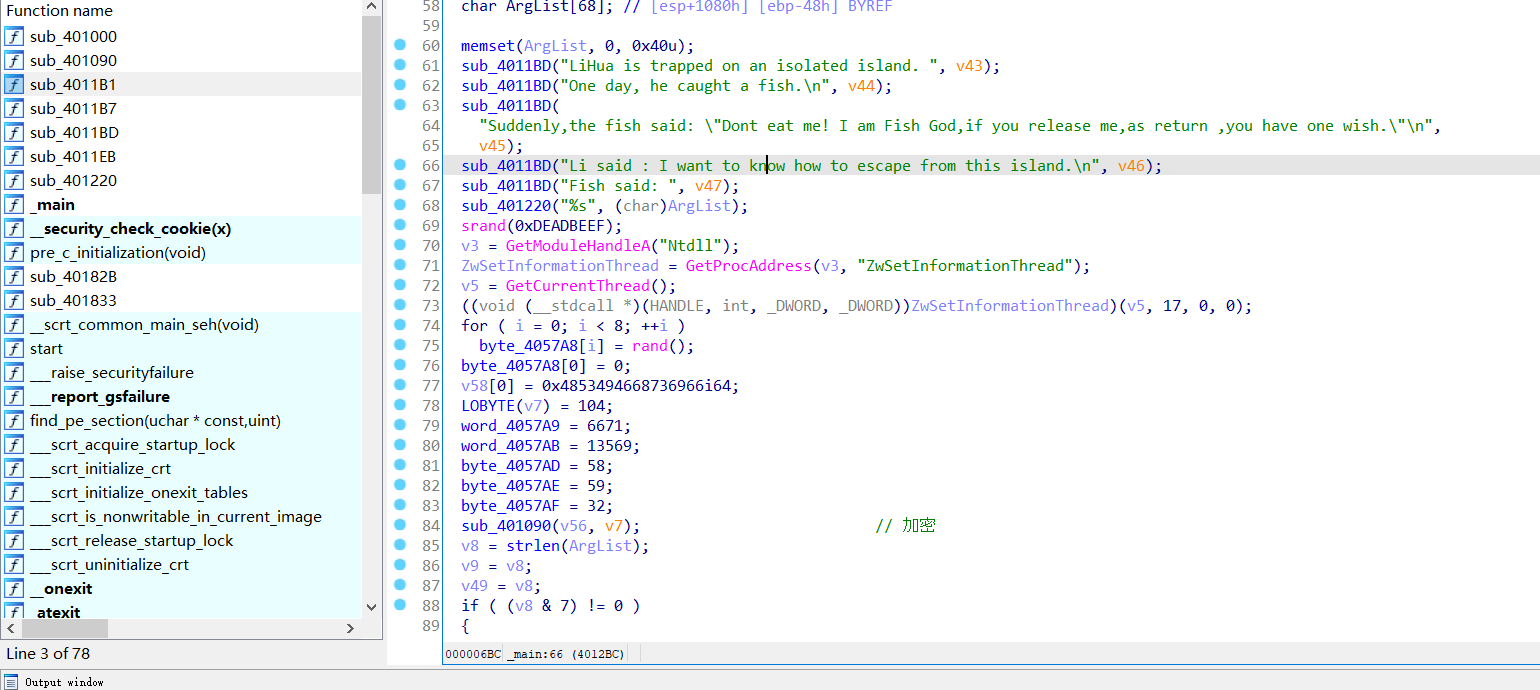 Function name
f sub_401000
f sub_401090
f sub_4011B1
f sub_4011B7
f sub_4011BD
f sub_4011EB
f sub_401220
f _main
f __security_check_cookie(x)
f pre_c_initialization(void)
f sub_40182B
f sub_401833
f __scrt_common_main_seh(void)
f start
f ___raise_securityfailure
f ___report_gsfailure
f find_pe_section(uchar * const,uint)
f ___scrt_acquire_startup_lock
f ___scrt_initialize_crt
f ___scrt_initialize_onexit_tables
f ___scrt_is_nonwritable_in_current_image
f ___scrt_release_startup_lock
f ___scrt_uninitialize_crt
f __onexit
f _atexit
Line 3 of 78
58 char ArgList[68]; // [esp+1080h] [ebp-48h] BYREF
59
60 memset(ArgList, 0, 0x40u);
61 sub_4011BD("LiHua is trapped on an isolated island. ", v43);
62 sub_4011BD("One day, he caught a fish.\n", v44);
63 sub_4011BD(
64 "Suddenly,the fish said: \"Dont eat me! I am Fish God,if you release me,as return ,you have one wish.\"\n",
65 v45);
66 sub_4011BD("Li said : I want to know how to escape from this island.\n", v46);
67 sub_4011BD("Fish said: ", v47);
68 sub_401220("%s", (char)ArgList);
69 srand(0xDEADBEEF);
70 v3 = GetModuleHandleA("Ntdll");
71 ZwSetInformationThread = GetProcAddress(v3, "ZwSetInformationThread");
72 v5 = GetCurrentThread();
73 ((void (__stdcall *)(HANDLE, int, _DWORD, _DWORD))ZwSetInformationThread)(v5, 17, 0, 0);
74 for ( i = 0; i < 8; ++i )
75 byte_4057A8[i] = rand();
76 byte_4057A8[0] = 0;
77 v58[0] = 0x4853494668736966i64;
78 LOBYTE(v7) = 104;
79 word_4057A9 = 6671;
80 word_4057AB = 13569;
81 byte_4057AD = 58;
82 byte_4057AE = 59;
83 byte_4057AF = 32;
84 sub_401090(v56, v7); // 加密
85 v8 = strlen(ArgList);
86 v9 = v8;
87 v49 = v8;
88 if ( (v8 & 7) != 0 )
89 {
000006BC _main:66 (4012BC)
Output window